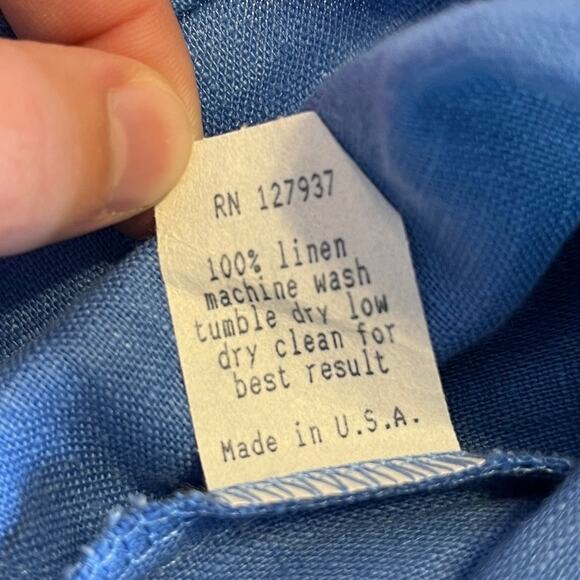 RN 127937
100% linen
machine wash
tumble dry low
dry clean for
best result
Made in U.S.A.